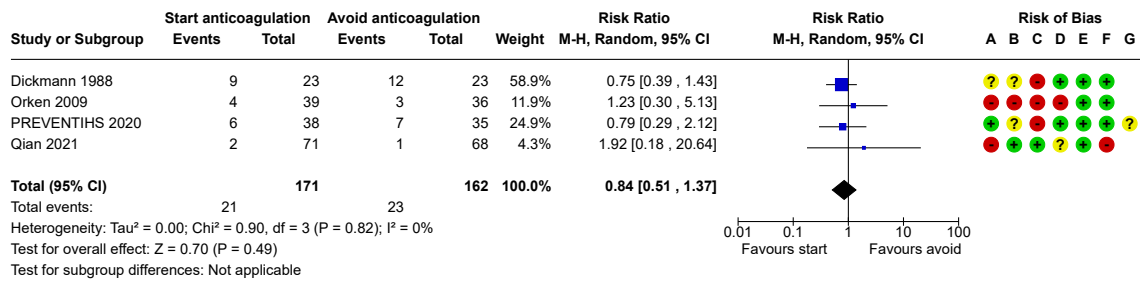 Start anticoagulation Avoid anticoagulation Risk Ratio Risk Ratio Risk of Bias
Study or Subgroup Events Total Events Total Weight M-H, Random, 95% CI M-H, Random, 95% CI A B C D E F G
Dickmann 1988 9 23 12 23 58.9% 0.75 [0.39 , 1.43] ? ? - + + +
Orken 2009 4 39 3 36 11.9% 1.23 [0.30 , 5.13] - - - - + +
PREVENTIHS 2020 6 38 7 35 24.9% 0.79 [0.29 , 2.12] + ? - + + + ?
Qian 2021 2 71 1 68 4.3% 1.92 [0.18 , 20.64] - + + ? + -
Total (95% CI) 171 162 100.0% 0.84 [0.51 , 1.37]
Total events: 21 23
Heterogeneity: Tau² = 0.00; Chi² = 0.90, df = 3 (P = 0.82); I² = 0%
0.01 0.1 1 10 100
Test for overall effect: Z = 0.70 (P = 0.49)
Favours start Favours avoid
Test for subgroup differences: Not applicable